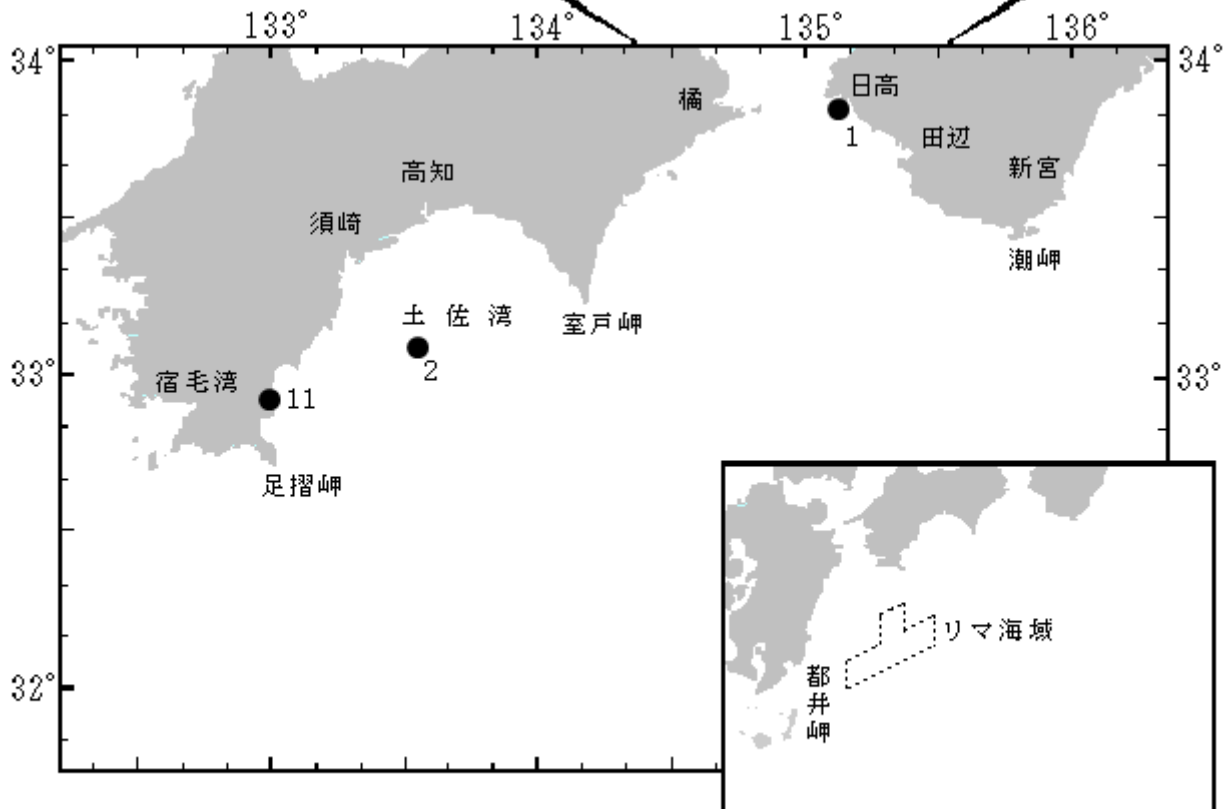 133° 134° 135° 136°
34° 34°
日高
橘
1
田辺
高知
新宮
須崎
潮岬
土佐湾
室戸岬
2
33° 33°
宿毛湾
11
足摺岬
リマ海域
都井岬
32°